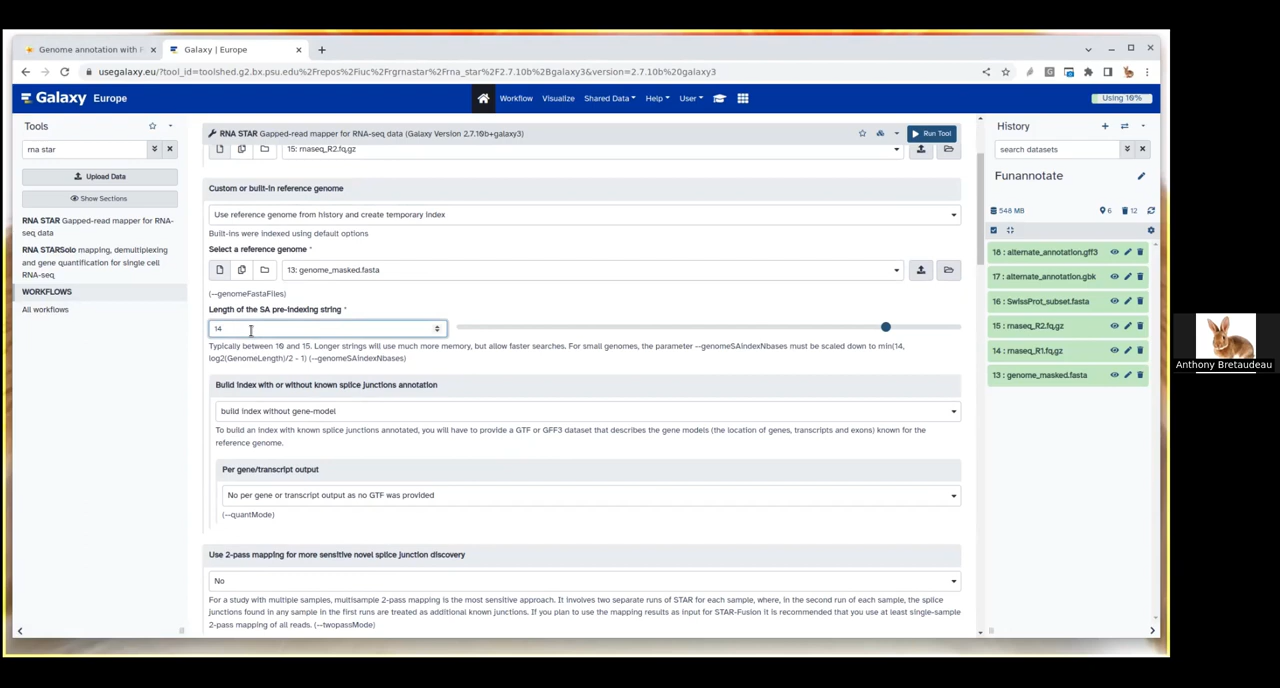 Genome annotation with F
Galaxy | Europe
usegalaxy.eu/?tool_id=toolshed.g2.bx.psu.edu%2Frepos%2Fiuc%2Frgrnastar%2Frna_star%2F2.7.10b%2Bgalaxy3&version=2.7.10b%20galaxy3
Galaxy Europe
Workflow Visualize Shared Data Help User
Using 10%
Tools
rna star
Upload Data
Show Sections
RNA STAR Gapped-read mapper for RNA-
seq data
RNA STARSolo mapping, demultiplexing
and gene quantification for single cell
RNA-seq
WORKFLOWS
All workflows
RNA STAR Gapped-read mapper for RNA-seq data (Galaxy Version 2.7.10b+galaxy3)
Run Tool
15: rnaseq_R2.fq.gz
Custom or built-in reference genome
Use reference genome from history and create temporary index
Built-ins were indexed using default options
Select a reference genome *
13: genome_masked.fasta
(--genomeFastaFiles)
Length of the SA pre-indexing string *
14
Typically between 10 and 15. Longer strings will use much more memory, but allow faster searches. For small genomes, the parameter --genomeSAindexNbases must be scaled down to min(14,
log2(GenomeLength)/2 - 1) (--genomeSAindexNbases)
Build index with or without known splice junctions annotation
build index without gene-model
To build an index with known splice junctions annotated, you will have to provide a GTF or GFF3 dataset that describes the gene models (the location of genes, transcripts and exons) known for the
reference genome.
Per gene/transcript output
No per gene or transcript output as no GTF was provided
(--quantMode)
Use 2-pass mapping for more sensitive novel splice junction discovery
No
For a study with multiple samples, multisample 2-pass mapping is the most sensitive approach. It involves two separate runs of STAR for each sample, where, in the second run of each sample, the splice
junctions found in any sample in the first runs are treated as additional known junctions. If you plan to use the mapping results as input for STAR-Fusion it is recommended that you use at least single-sample
2-pass mapping of all reads. (--twopassMode)
History
search datasets
Funannotate
548 MB
6
12
18 : alternate_annotation.gff3
17 : alternate_annotation.gbk
16 : SwissProt_subset.fasta
15 : rnaseq_R2.fq.gz
14 : rnaseq_R1.fq.gz
13 : genome_masked.fasta
Anthony Bretaudeau